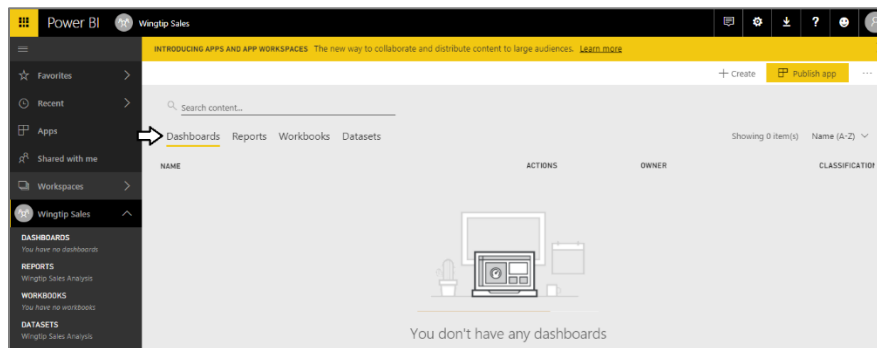 Power BI
Wingtip Sales
INTRODUCING APPS AND APP WORKSPACES The new way to collaborate and distribute content to large audiences. Learn more
Create
Publish app
...
Search content...
Dashboards Reports Workbooks Datasets
Showing 0 item(s) Name (A-Z)
NAME ACTIONS OWNER CLASSIFICATION
You don't have any dashboards
Favorites
Recent
Apps
Shared with me
Workspaces
Wingtip Sales
DASHBOARDS
You have no dashboards
REPORTS
Wingtip Sales Analysis
WORKBOOKS
You have no workbooks
DATASETS
Wingtip Sales Analysis